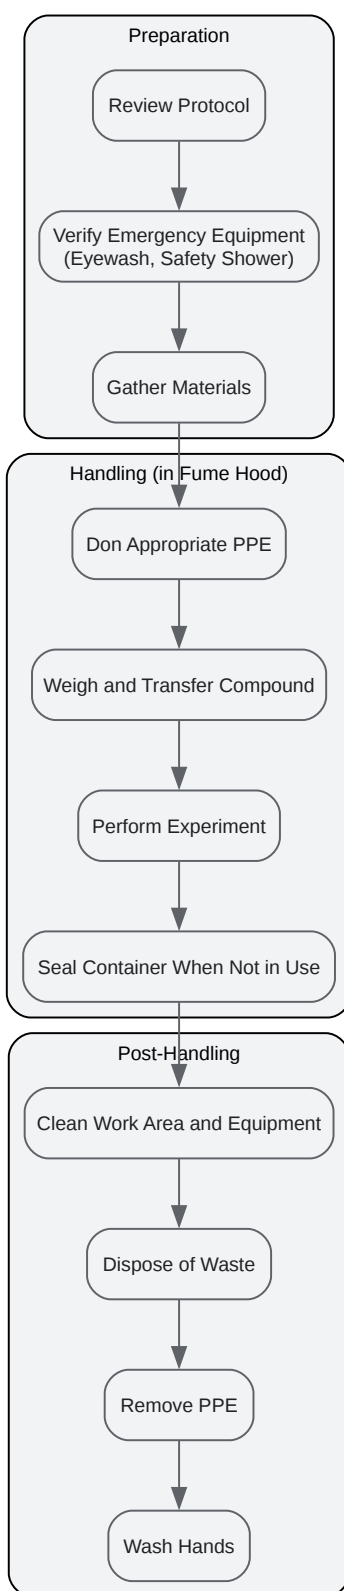 Preparation
Review Protocol
Verify Emergency Equipment
(Eyewash, Safety Shower)
Gather Materials
Handling (in Fume Hood)
Don Appropriate PPE
Weigh and Transfer Compound
Perform Experiment
Seal Container When Not in Use
Post-Handling
Clean Work Area and Equipment
Dispose of Waste
Remove PPE
Wash Hands